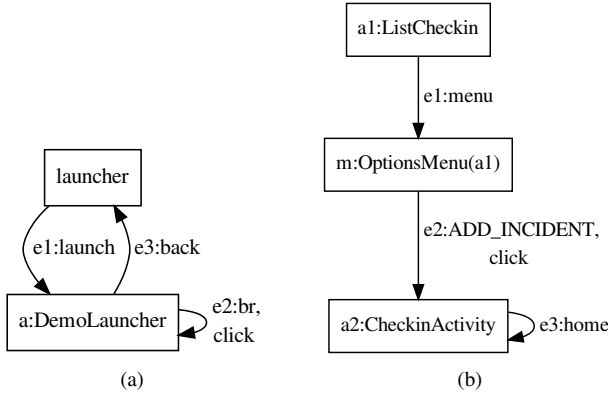 launcher
e1:launch
e3:back
a:DemoLauncher
e2:br,
click
(a)
a1:ListCheckin
e1:menu
m:OptionsMenu(a1)
e2:ADD_INCIDENT,
click
a2:CheckinActivity
e3:home
(b)